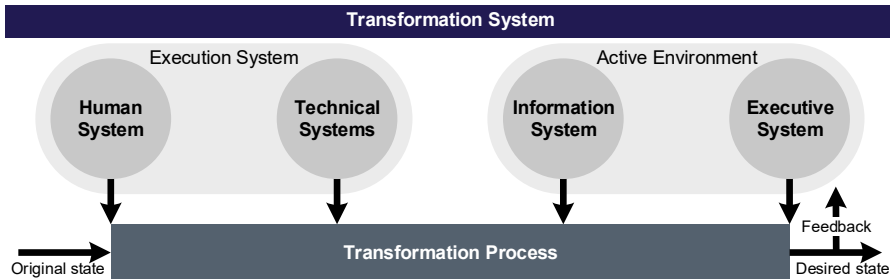 Transformation System
Execution System
Active Environment
Human
System
Technical
Systems
Information
System
Executive
System
Feedback
Transformation Process
Original state
Desired state